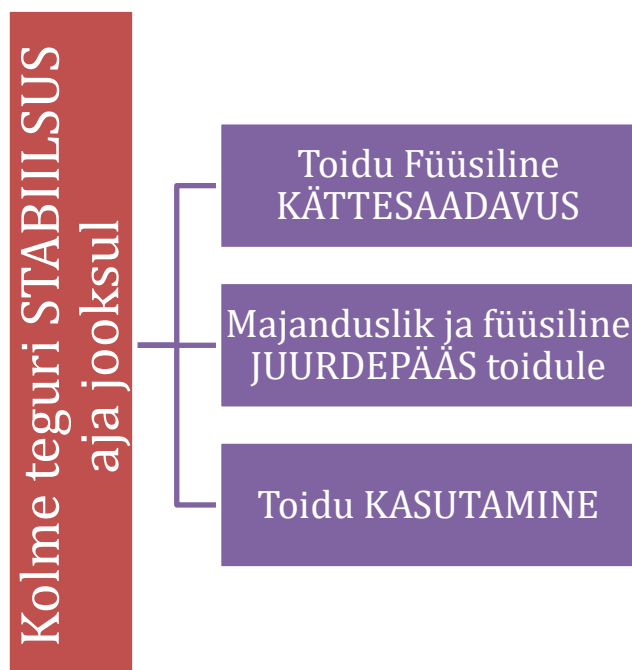 Kolme teguri STABIILSUS
aja jooksul
Toidu Füüsiline
KÄTTESAADAVUS
Majanduslik ja füüsiline
JUURDEPÄÄS toidule
Toidu KASUTAMINE